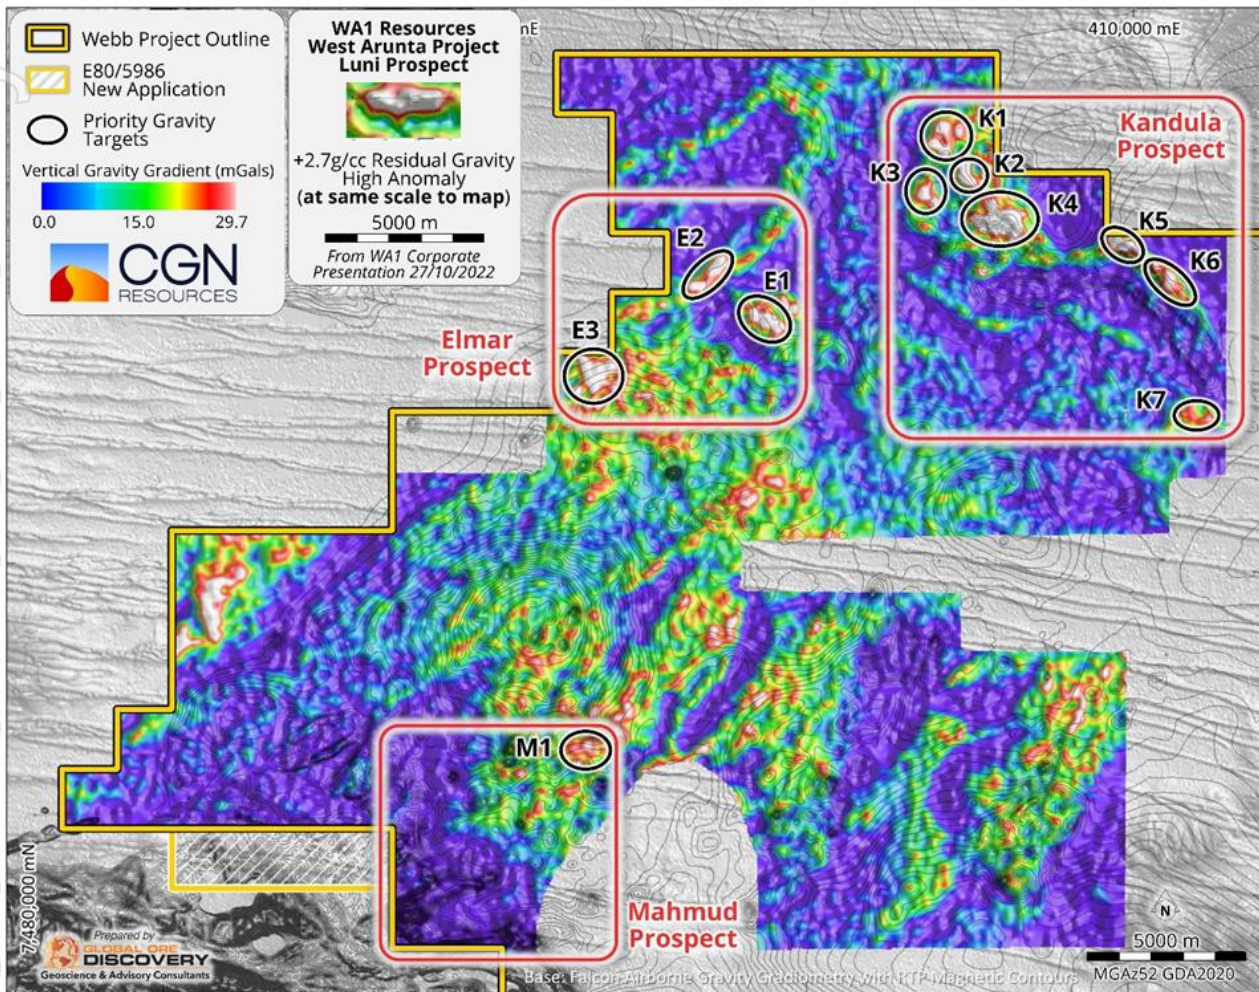 Webb Project Outline
E80/5986
New Application
Priority Gravity
Targets
Vertical Gravity Gradient (mGals)
0.0 15.0 29.7
CGN
RESOURCES
WA1 Resources
West Arunta Project
Luni Prospect
+2.7g/cc Residual Gravity
High Anomaly
(at same scale to map)
5000 m
From WA1 Corporate
Presentation 27/10/2022
mE
410,000 mE
K1
K2
K3
K4
K5
K6
K7
Kandula
Prospect
E2
E1
E3
Elmar
Prospect
M1
Mahmud
Prospect
7,480,000 mN
Prepared by
GLOBAL ORE
DISCOVERY
Geoscience & Advisory Consultants
N
5000 m
MGAz52 GDA2020
Base: Falcon Airborne Gravity Gradiometry with RTP Magnetic Contours